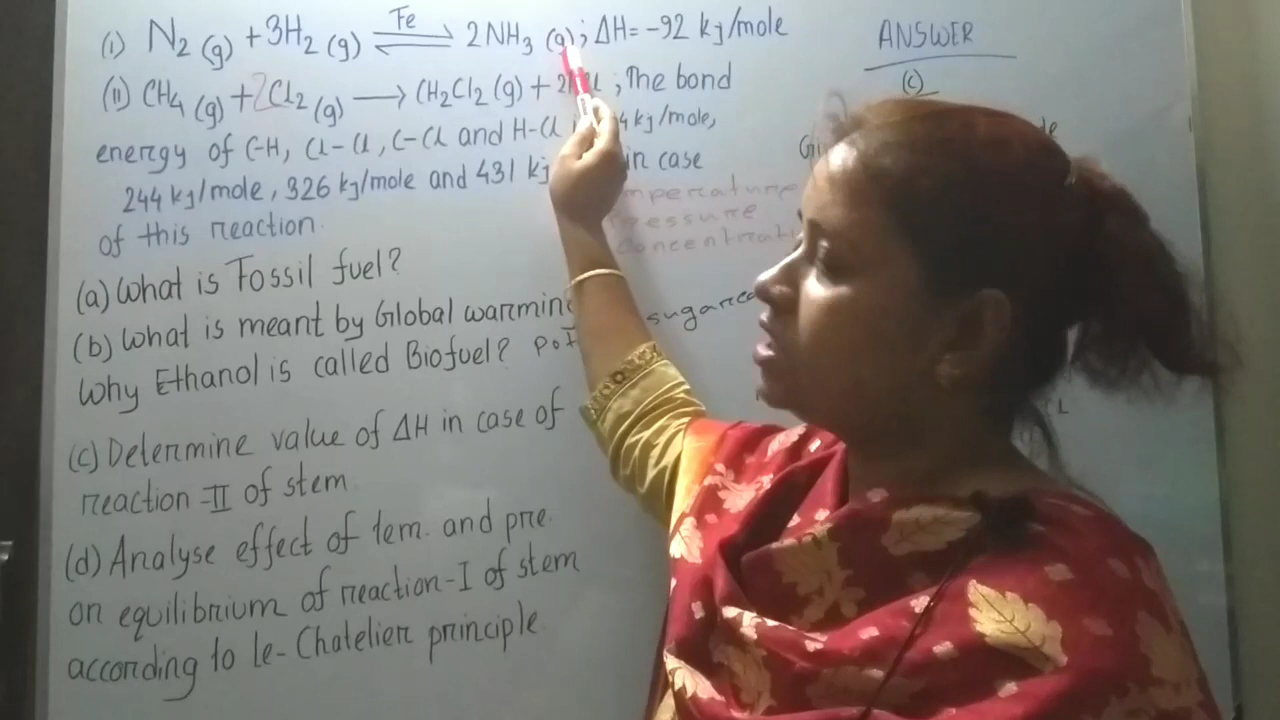 (i) N2 (g) + 3H2 (g) ⇌ Fe 2NH3 (g); ΔH = -92 kj/mole
(ii) CH4 (g) + 2Cl2 (g) → CH2Cl2 (g) + ; The bond
energy of C-H, Cl-Cl, C-Cl and H-Cl 4 kj/mole,
244 kj/mole, 326 kj/mole and 431 kj in case
of this reaction.
(a) What is Fossil fuel?
(b) What is meant by Global warming
Why Ethanol is called Biofuel?
(c) Determine value of ΔH in case of
reaction-II of stem
(d) Analyse effect of tem. and pre.
on equilibrium of reaction-I of stem
according to le-Chatelier principle
ANSWER
(c)